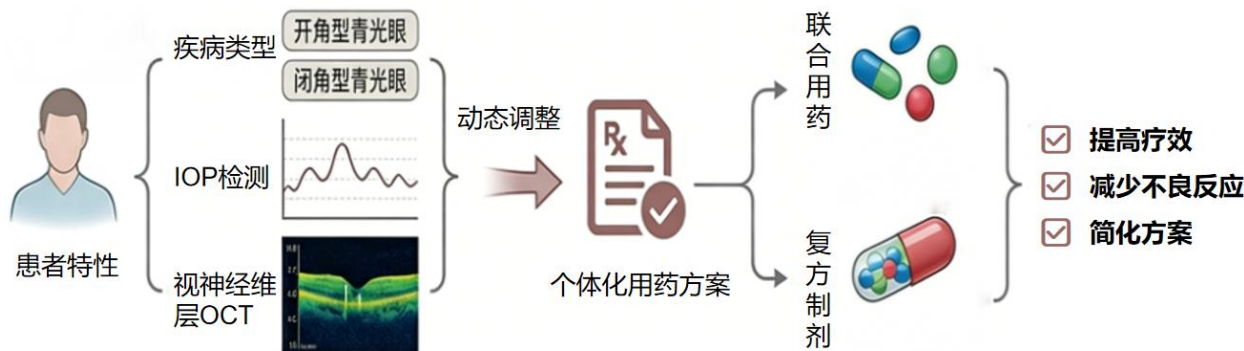 患者特性
疾病类型
开角型青光眼
闭角型青光眼
IOP检测
视神经维
层OCT
动态调整
Rx
个体化用药方案
联合用药
复方制剂
提高疗效
减少不良反应
简化方案